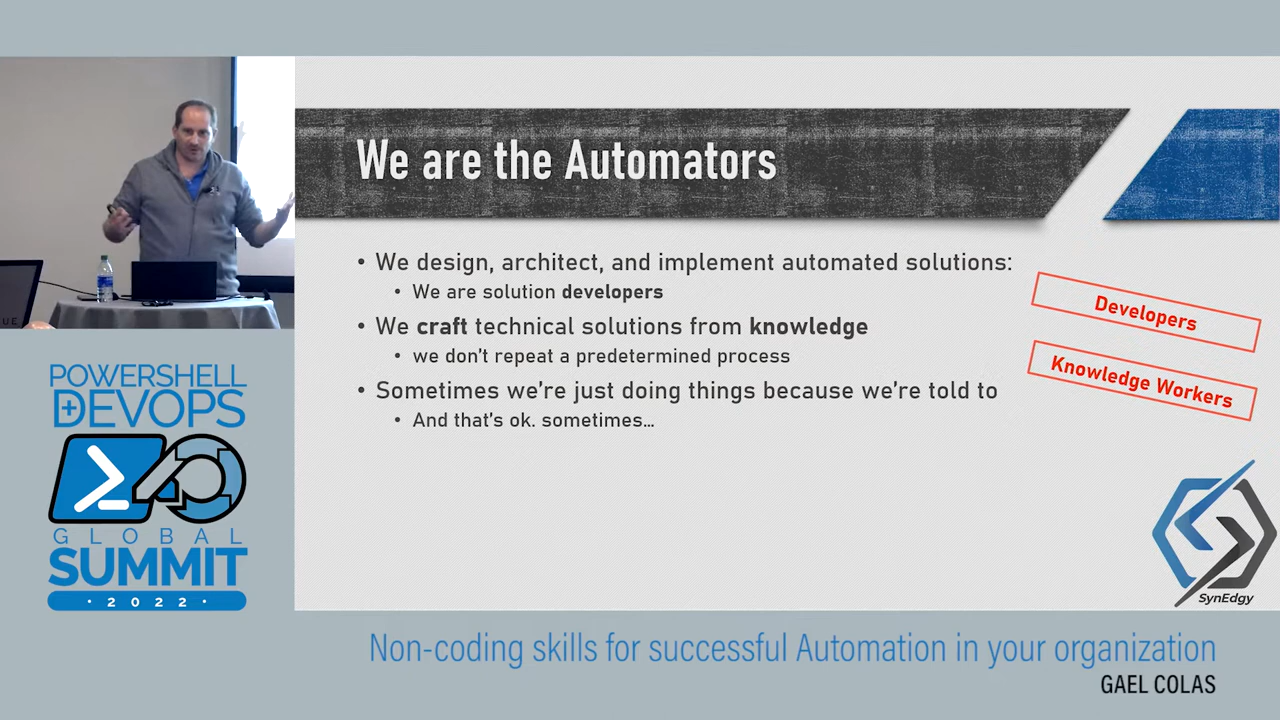 We are the Automators
• We design, architect, and implement automated solutions:
• We are solution developers
• We craft technical solutions from knowledge
• we don't repeat a predetermined process
• Sometimes we're just doing things because we're told to
• And that's ok. sometimes...
Developers
Knowledge Workers
SynEdgy
POWERSHELL
DEVOPS
GLOBAL
SUMMIT
· 2022 ·
Non-coding skills for successful Automation in your organization
GAEL COLAS